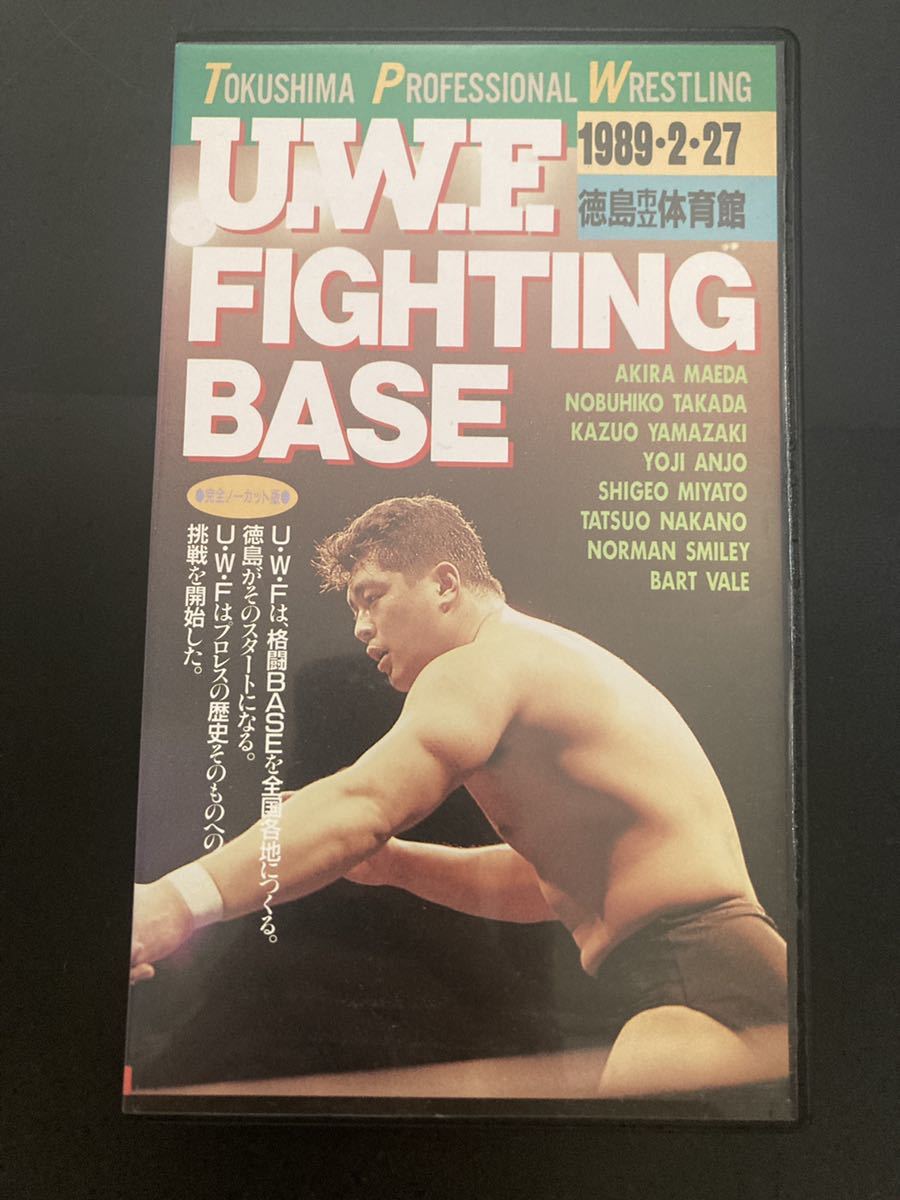 TOKUSHIMA PROFESSIONAL WRESTLING
U.W.F.
1989・2・27
徳島市立体育館
FIGHTING
BASE
AKIRA MAEDA
NOBUHIKO TAKADA
KAZUO YAMAZAKI
YOJI ANJO
SHIGEO MIYATO
TATSUO NAKANO
NORMAN SMILEY
BART VALE
●完全ノーカット版●
U・W・Fは、格闘BASEを全国各地につくる。
徳島がそのスタートになる。
U・W・Fはプロレスの歴史そのものへの
挑戦を開始した。